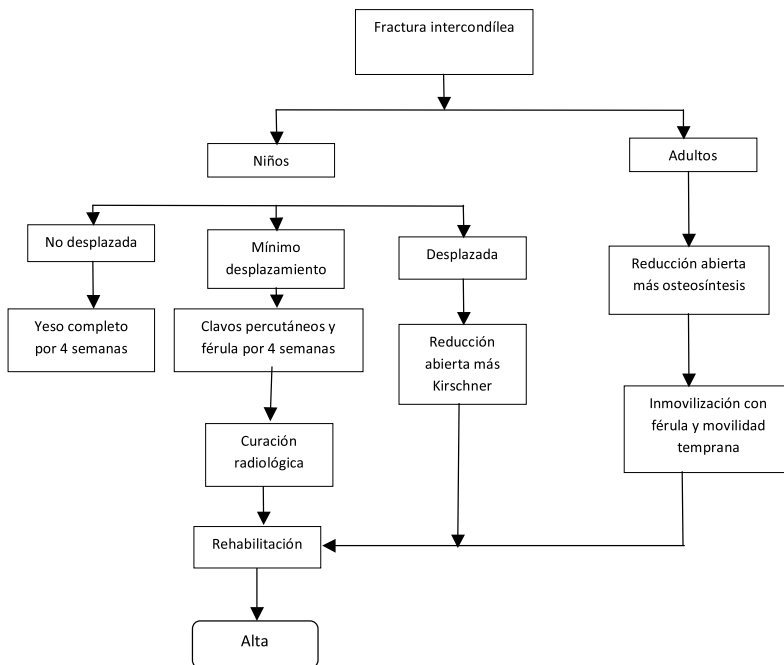 Fractura intercondílea
Niños
Adultos
No desplazada
Mínimo
desplazamiento
Desplazada
Reducción abierta
más osteosíntesis
Yeso completo
por 4 semanas
Clavos percutáneos y
férula por 4 semanas
Reducción
abierta más
Kirschner
Inmovilización con
férula y movilidad
temprana
Curación
radiológica
Rehabilitación
Alta